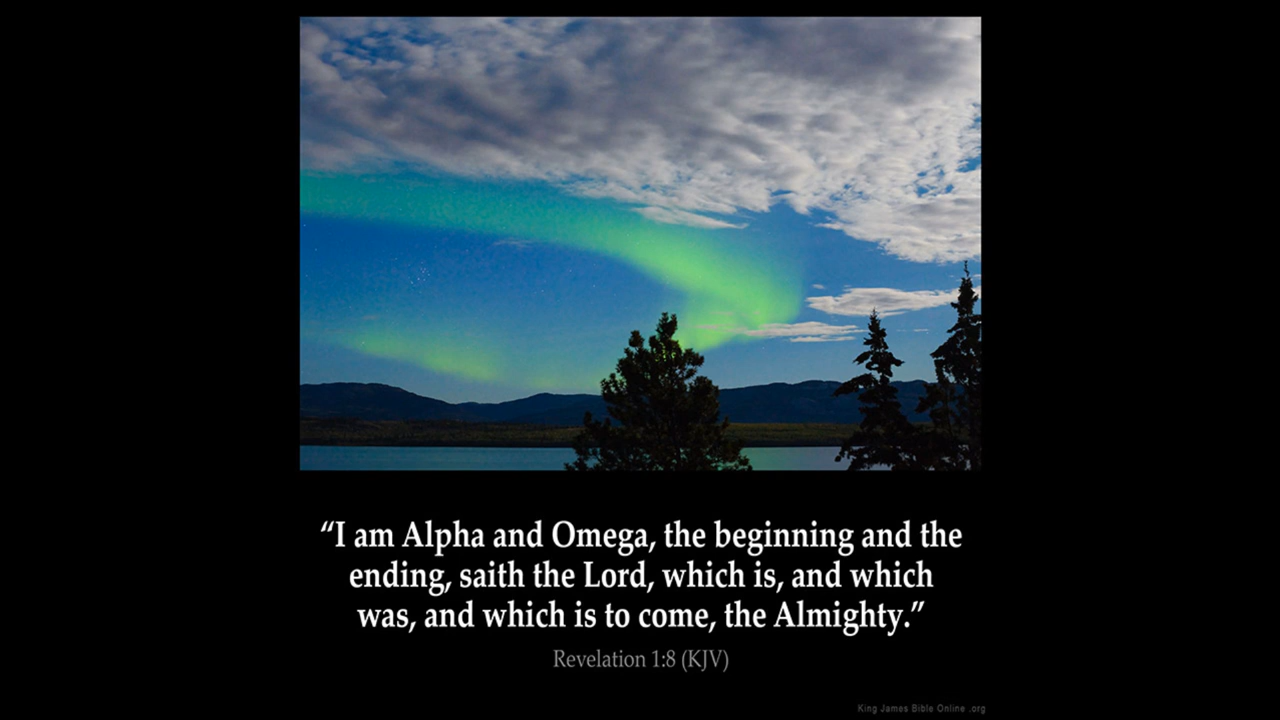 “I am Alpha and Omega, the beginning and the
ending, saith the Lord, which is, and which
was, and which is to come, the Almighty.”
Revelation 1:8 (KJV)
King James Bible Online .org